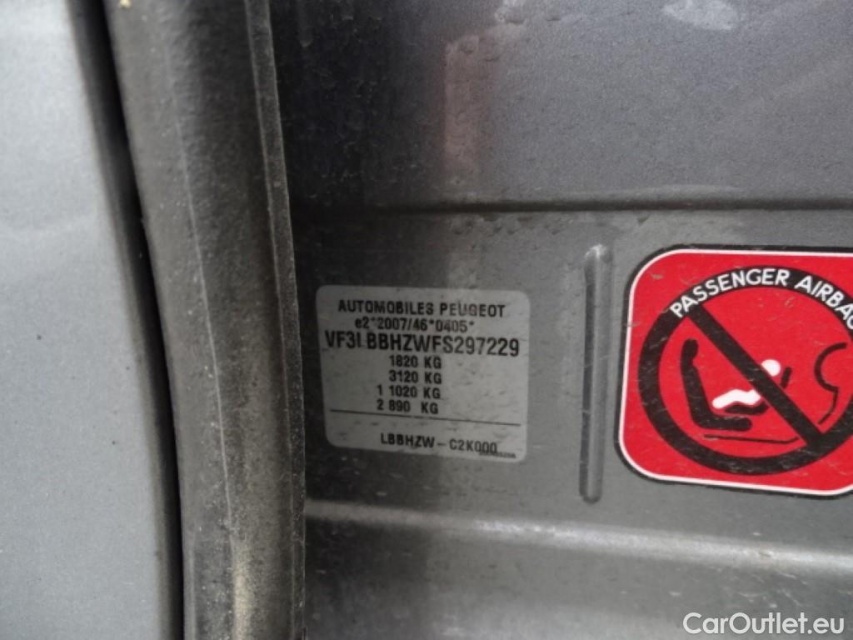 AUTOMOBILES PEUGEOT
e2*2007/46*0405*
VF3LBBHZWFS297229
1820 KG
3120 KG
1 1020 KG
2 890 KG
LBBHZW-C2K000
PASSENGER AIRBAG
CarOutlet.eu